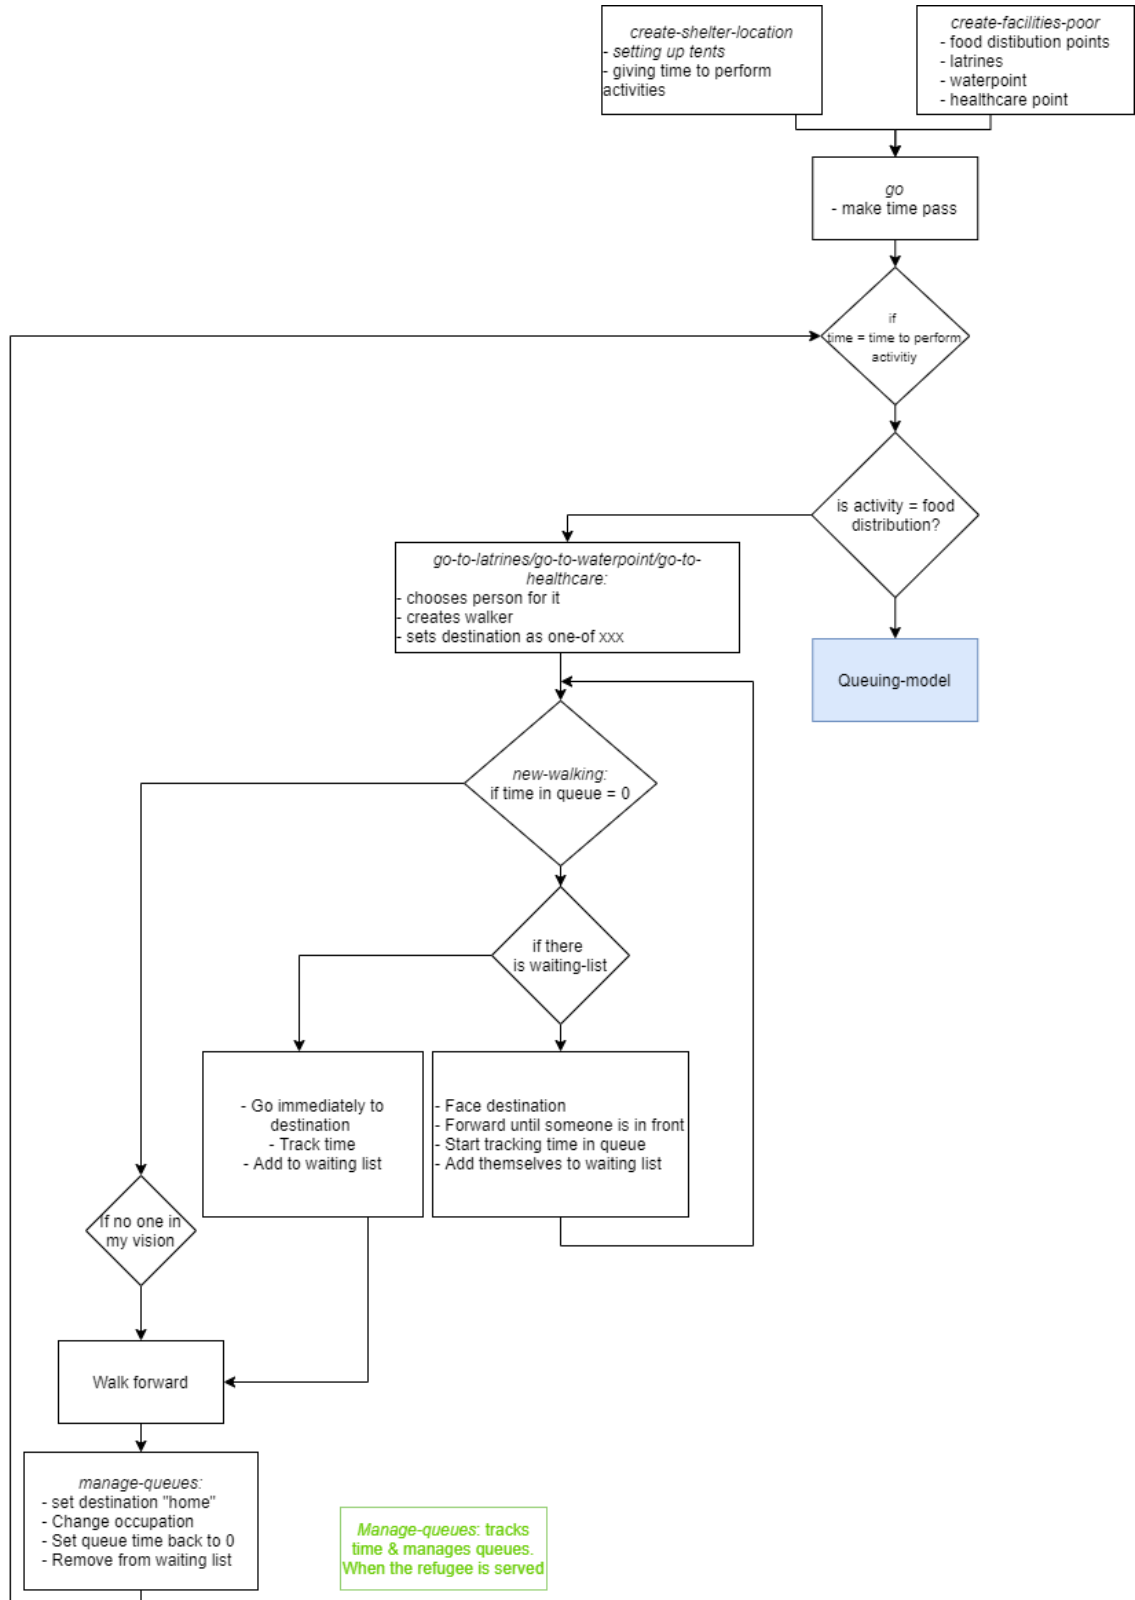 create-shelter-location
- setting up tents
- giving time to perform
activities
create-facilities-poor
- food distibution points
- latrines
- waterpoint
- healthcare point
go
- make time pass
if
time = time to perform
activitiy
is activity = food
distribution?
go-to-latrines/go-to-waterpoint/go-to-
healthcare:
- chooses person for it
- creates walker
- sets destination as one-of xxx
Queuing-model
new-walking:
if time in queue = 0
if there
is waiting-list
- Go immediately to
destination
- Track time
- Add to waiting list
- Face destination
- Forward until someone is in front
- Start tracking time in queue
- Add themselves to waiting list
If no one in
my vision
Walk forward
manage-queues:
- set destination "home"
- Change occupation
- Set queue time back to 0
- Remove from waiting list
Manage-queues: tracks
time & manages queues.
When the refugee is served